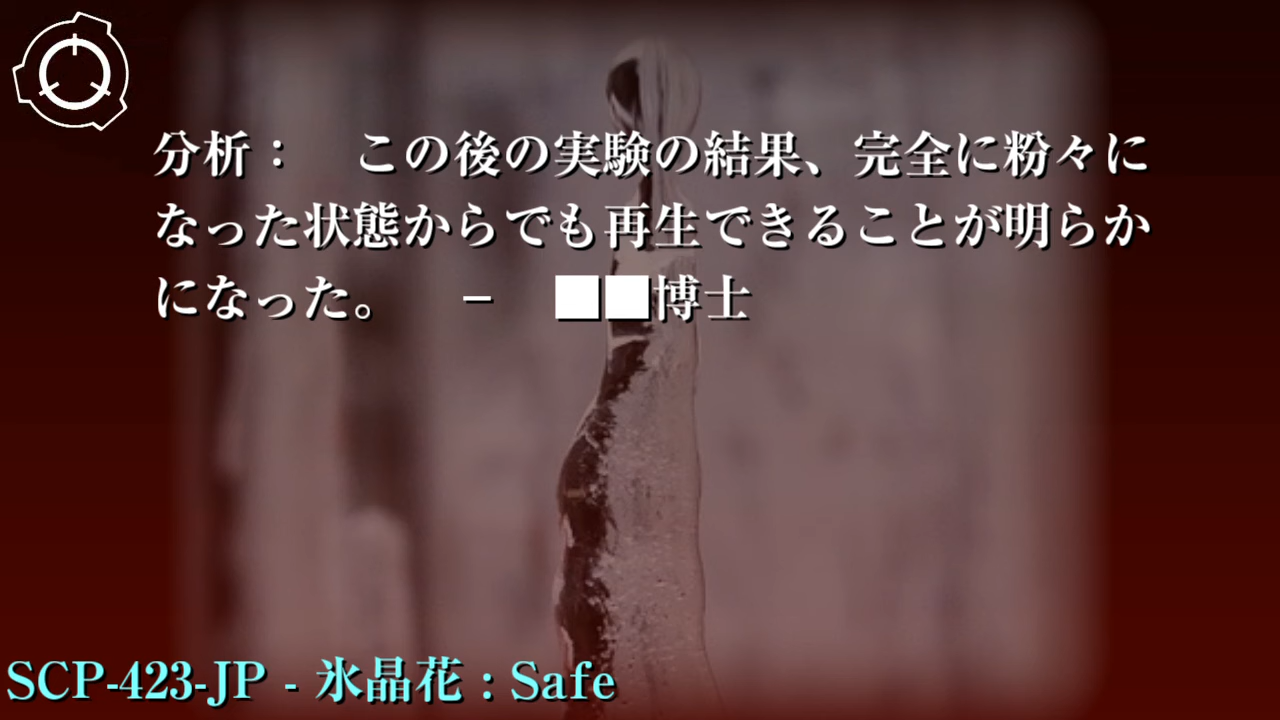 分析：　この後の実験の結果、完全に粉々に
なった状態からでも再生できることが明らか
になった。　－　■■博士
SCP-423-JP - 氷晶花 : Safe